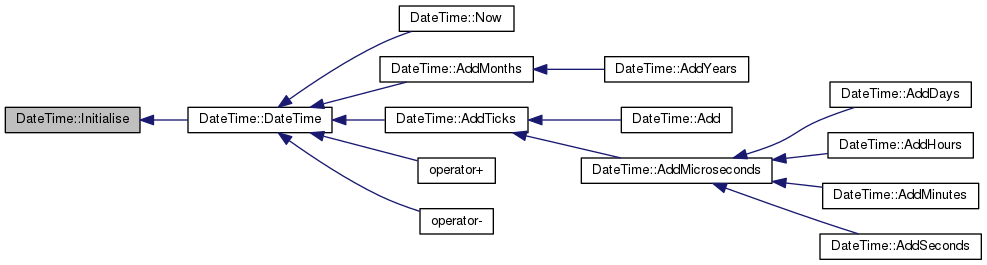 DateTime::Now
DateTime::AddMonths
DateTime::AddYears
DateTime::AddDays
DateTime::Initialise
DateTime::DateTime
DateTime::AddTicks
DateTime::Add
DateTime::AddHours
operator+
DateTime::AddMicroseconds
DateTime::AddMinutes
operator-
DateTime::AddSeconds